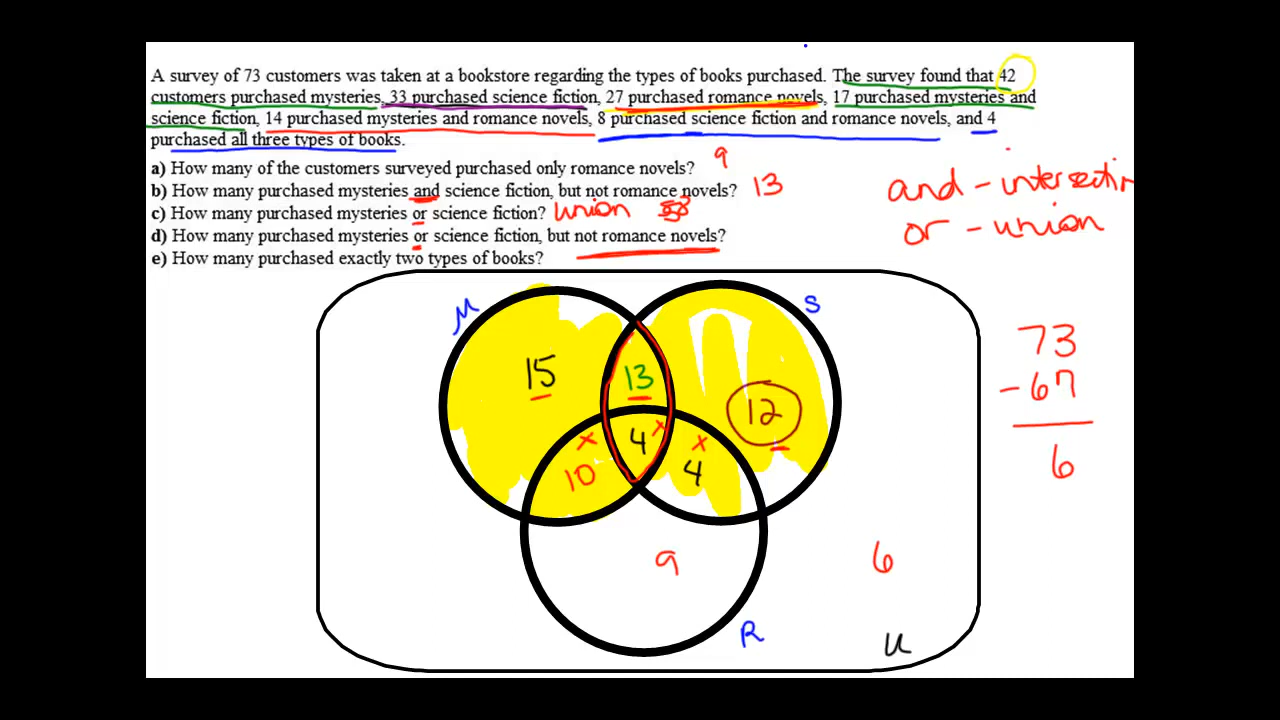 A survey of 73 customers was taken at a bookstore regarding the types of books purchased. The survey found that 42
customers purchased mysteries, 33 purchased science fiction, 27 purchased romance novels, 17 purchased mysteries and
science fiction, 14 purchased mysteries and romance novels, 8 purchased science fiction and romance novels, and 4
purchased all three types of books.
a) How many of the customers surveyed purchased only romance novels? 9
b) How many purchased mysteries and science fiction, but not romance novels? 13
c) How many purchased mysteries or science fiction? union
d) How many purchased mysteries or science fiction, but not romance novels?
e) How many purchased exactly two types of books?
and - intersectin
or - union
M
S
15
13
12
x
x
x
4
10
4
9
6
R
U
73
- 67
6